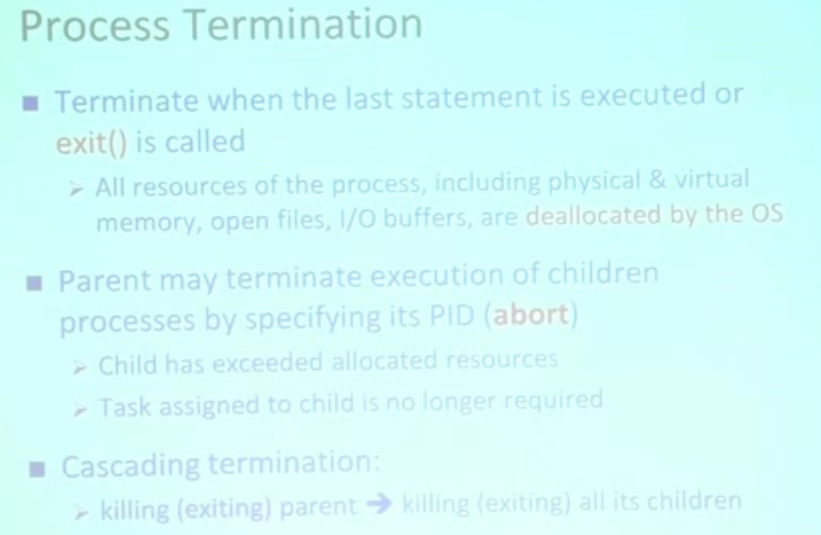 Process Termination
■ Terminate when the last statement is executed or
exit() is called
➢ All resources of the process, including physical & virtual
memory, open files, I/O buffers, are deallocated by the OS
■ Parent may terminate execution of children
processes by specifying its PID (abort)
➢ Child has exceeded allocated resources
➢ Task assigned to child is no longer required
■ Cascading termination:
➢ killing (exiting) parent ➔ killing (exiting) all its children